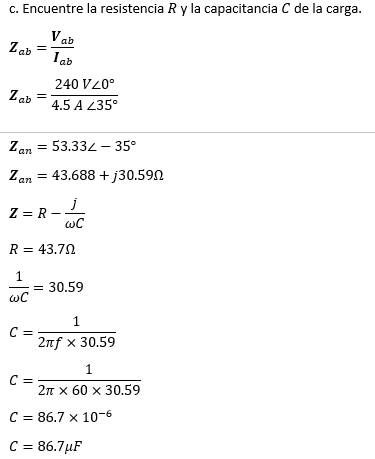 c. Encuentre la resistencia R y la capacitancia C de la carga.
Z_ab = V_ab / I_ab
Z_ab = 240 V∠0° / 4.5 A ∠35°
Z_an = 53.33∠ − 35°
Z_an = 43.688 + j30.59Ω
Z = R − j / ωC
R = 43.7Ω
1 / ωC = 30.59
C = 1 / 2πf × 30.59
C = 1 / 2π × 60 × 30.59
C = 86.7 × 10⁻⁶
C = 86.7μF